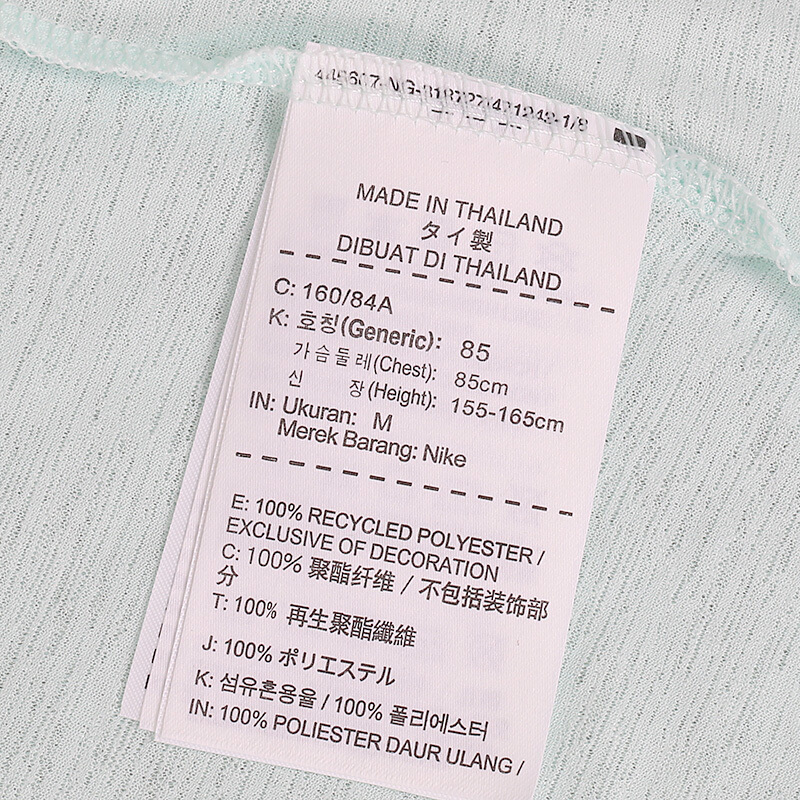 MADE IN THAILAND
タイ製
DIBUAT DI THAILAND
C: 160/84A
K: 호칭(Generic): 85
가슴둘레(Chest): 85cm
신 장(Height): 155-165cm
IN: Ukuran: M
Merek Barang: Nike
E: 100% RECYCLED POLYESTER /
EXCLUSIVE OF DECORATION
C: 100% 聚酯纤维 / 不包括装饰部
分
T: 100% 再生聚酯纖維
J: 100% ポリエステル
K: 섬유혼용율 / 100% 폴리에스터
IN: 100% POLIESTER DAUR ULANG /